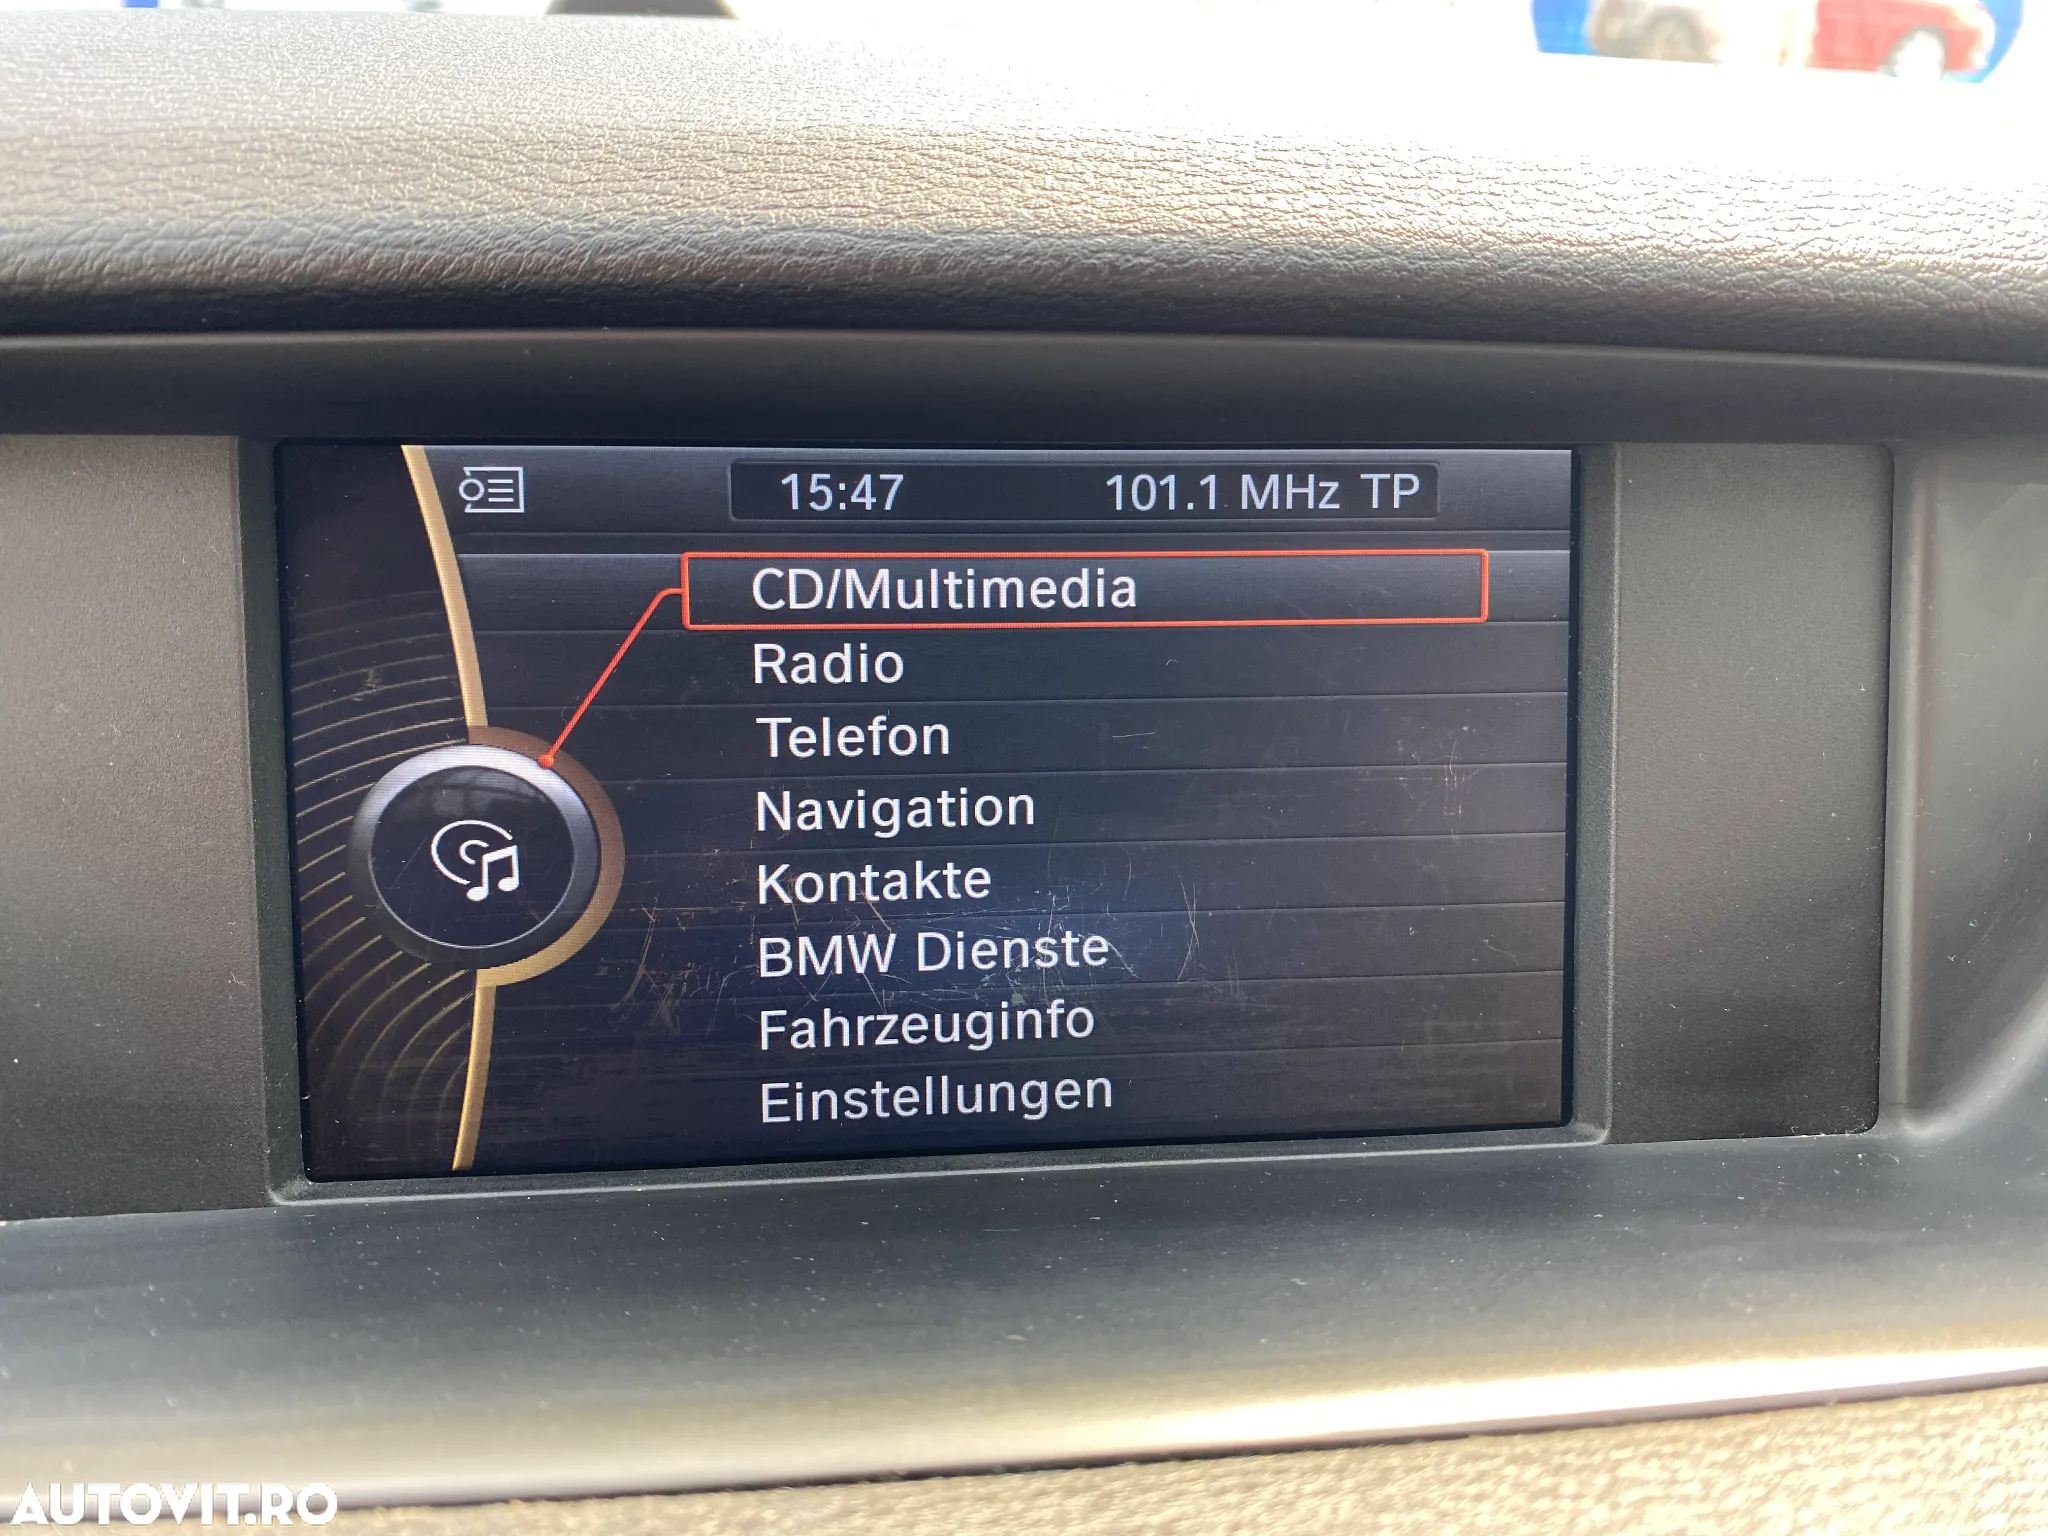 15:47 101.1 MHz TP
CD/Multimedia
Radio
Telefon
Navigation
Kontakte
BMW Dienste
Fahrzeuginfo
Einstellungen
AUTOVIT.RO